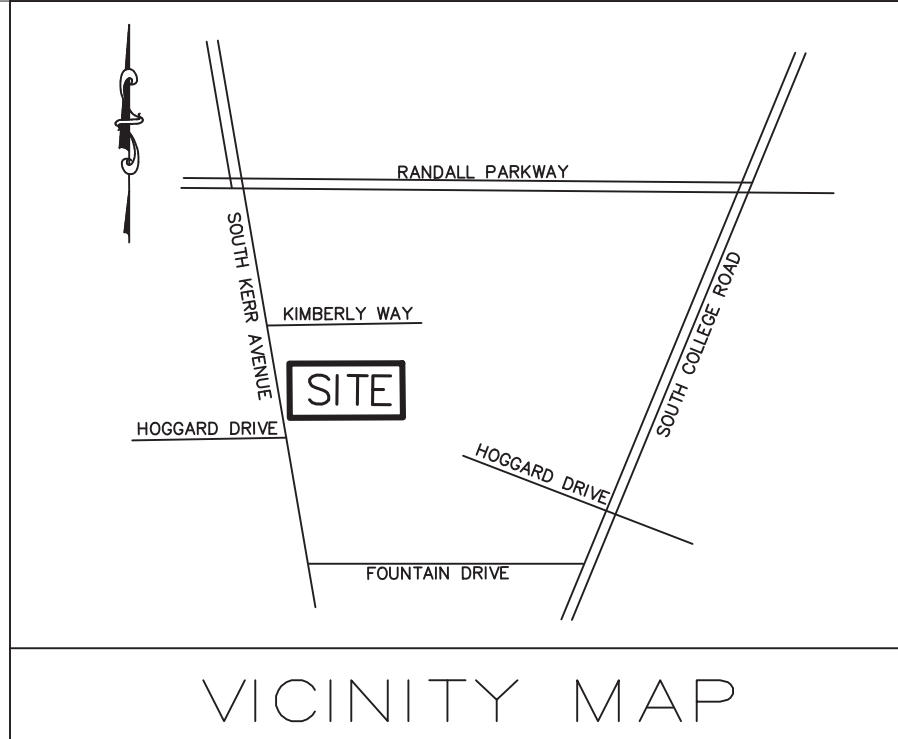 RANDALL PARKWAY
SOUTH KERR AVENUE
KIMBERLY WAY
SOUTH COLLEGE ROAD
SITE
HOGGARD DRIVE
HOGGARD DRIVE
FOUNTAIN DRIVE
VICINITY MAP